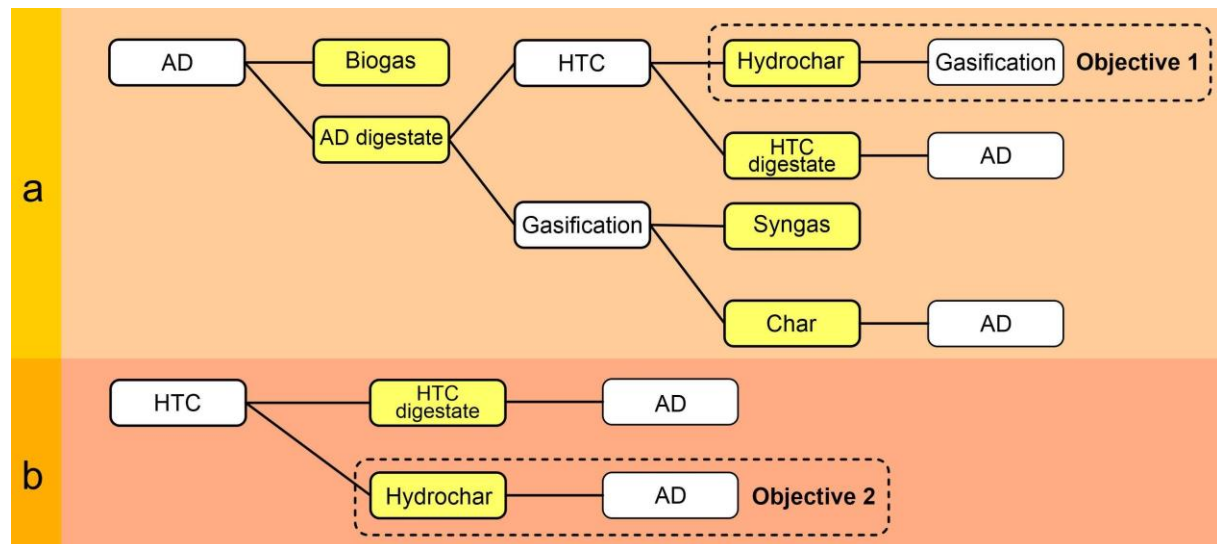 a
AD
Biogas
HTC
Hydrochar
Gasification
Objective 1
AD digestate
HTC
digestate
AD
Gasification
Syngas
Char
AD
b
HTC
HTC
digestate
AD
Hydrochar
AD
Objective 2